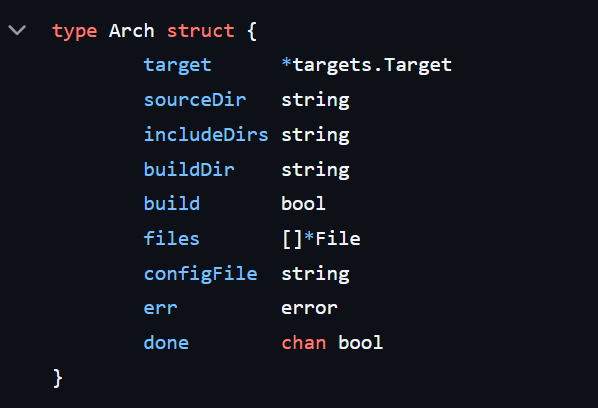 type Arch struct {
        target      *targets.Target
        sourceDir   string
        includeDirs string
        buildDir    string
        build       bool
        files       []*File
        configFile  string
        err         error
        done        chan bool
}